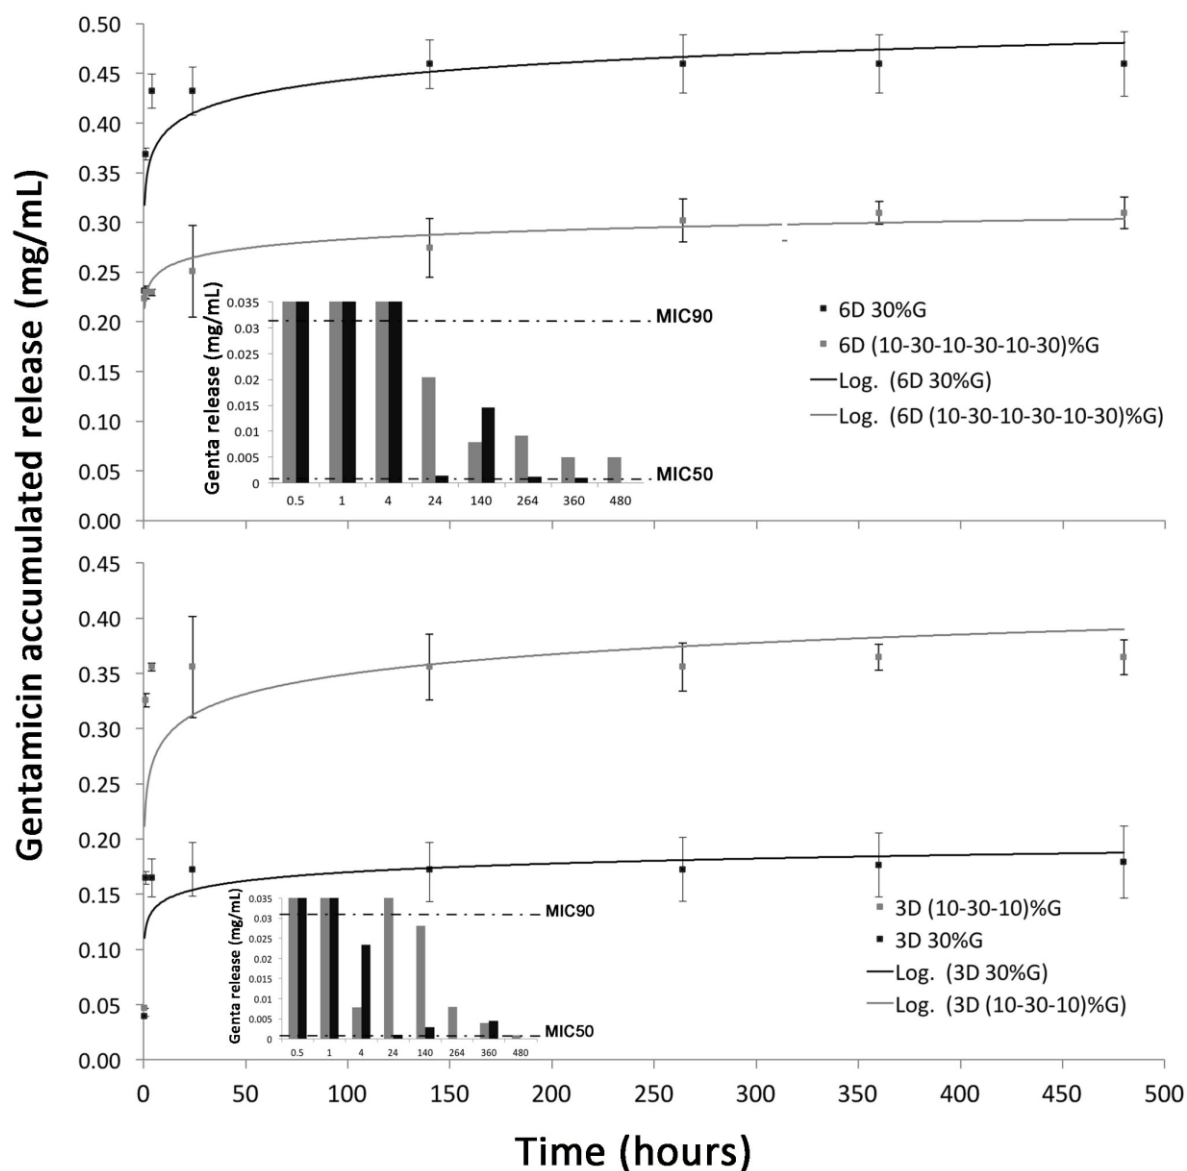 Gentamicin accumulated release (mg/mL)
0.50
0.45
0.40
0.35
0.30
0.25
0.20
0.15
0.10
0.05
0.00
Genta release (mg/mL)
0.035
0.03
0.025
0.02
0.015
0.01
0.005
0
MIC90
MIC50
0.5 1 4 24 140 264 360 480
6D 30%G
6D (10-30-10-30-10-30)%G
Log. (6D 30%G)
Log. (6D (10-30-10-30-10-30)%G)
0.45
0.40
0.35
0.30
0.25
0.20
0.15
0.10
0.05
0.00
Genta release (mg/mL)
0.035
0.03
0.025
0.02
0.015
0.01
0.005
0
MIC90
MIC50
0.5 1 4 24 140 264 360 480
3D (10-30-10)%G
3D 30%G
Log. (3D 30%G)
Log. (3D (10-30-10)%G)
0 50 100 150 200 250 300 350 400 450 500
Time (hours)